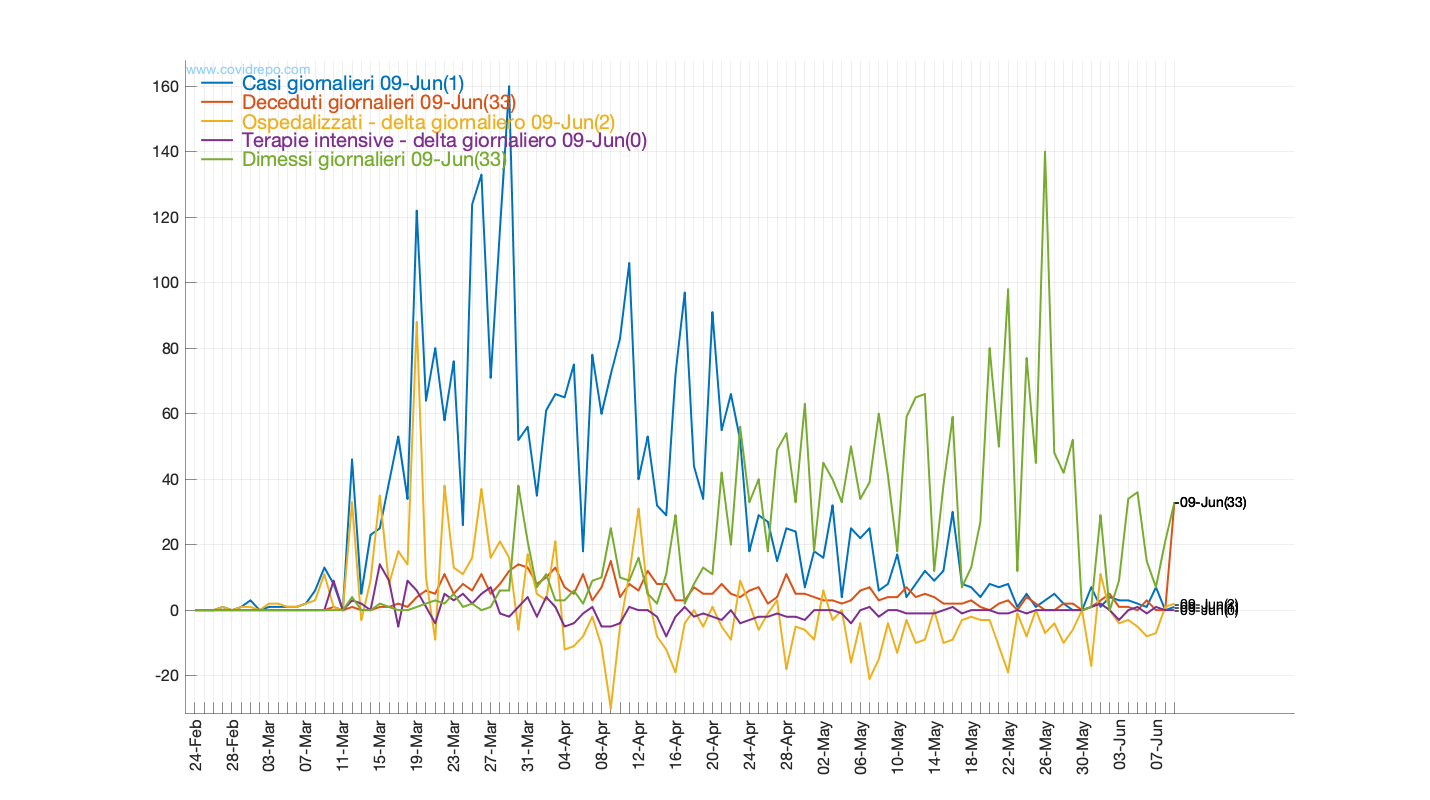 www.covidrepo.com
Casi giornalieri 09-Jun(1)
Deceduti giornalieri 09-Jun(33)
Ospedalizzati - delta giornaliero 09-Jun(2)
Terapie intensive - delta giornaliero 09-Jun(0)
Dimessi giornalieri 09-Jun(33)
160
140
120
100
80
60
40
20
0
-20
09-Jun(33)
24-Feb
28-Feb
03-Mar
07-Mar
11-Mar
15-Mar
19-Mar
23-Mar
27-Mar
31-Mar
04-Apr
08-Apr
12-Apr
16-Apr
20-Apr
24-Apr
28-Apr
02-May
06-May
10-May
14-May
18-May
22-May
26-May
30-May
03-Jun
07-Jun